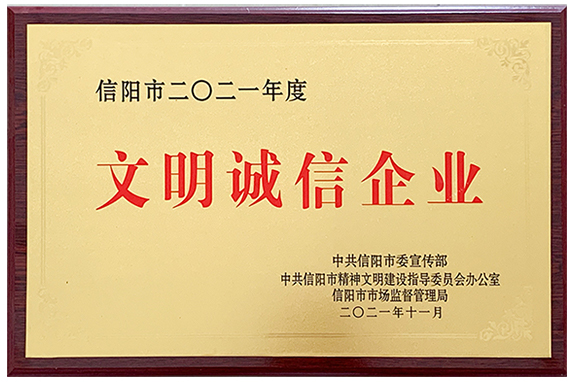 信阳市二〇二一年度
文明诚信企业
中共信阳市委宣传部
中共信阳市精神文明建设指导委员会办公室
信阳市市场监督管理局
二〇二一年十一月